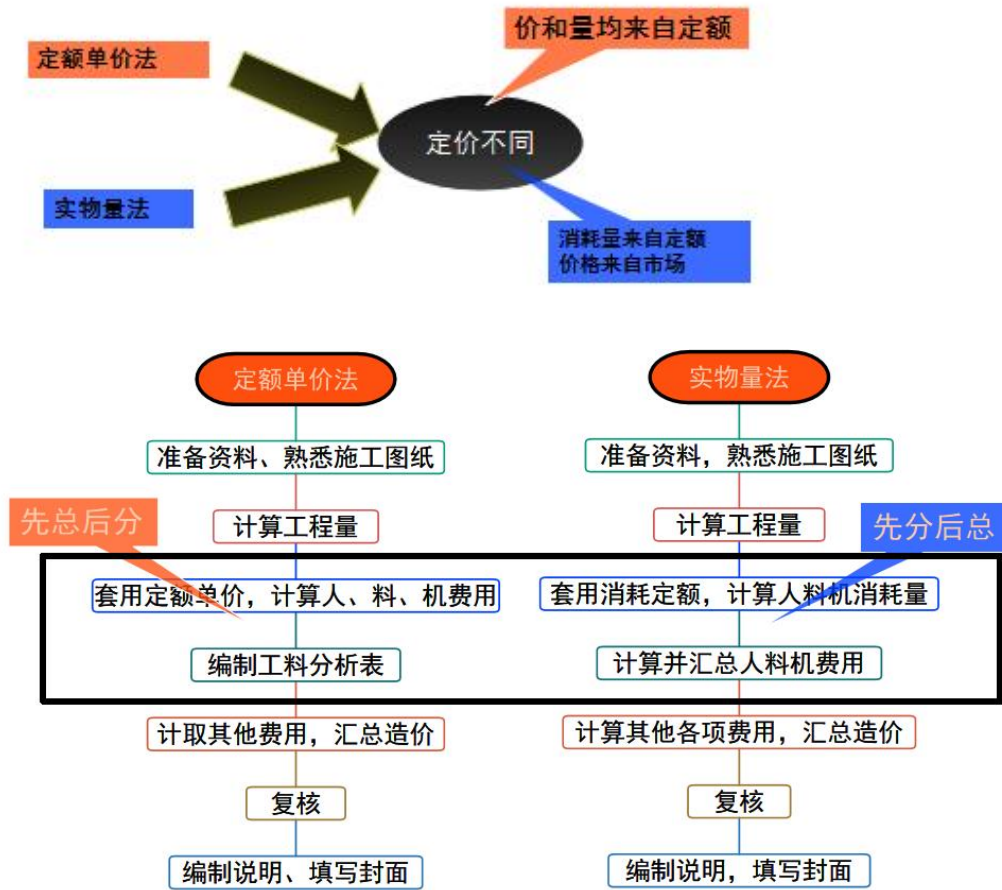 价和量均来自定额
定额单价法
定价不同
实物量法
消耗量来自定额
价格来自市场
定额单价法
实物量法
准备资料、熟悉施工图纸
准备资料，熟悉施工图纸
先总后分
计算工程量
计算工程量
先分后总
套用定额单价，计算人、料、机费用
套用消耗定额，计算人料机消耗量
编制工料分析表
计算并汇总人料机费用
计取其他费用，汇总造价
计算其他各项费用，汇总造价
复核
复核
编制说明、填写封面
编制说明，填写封面